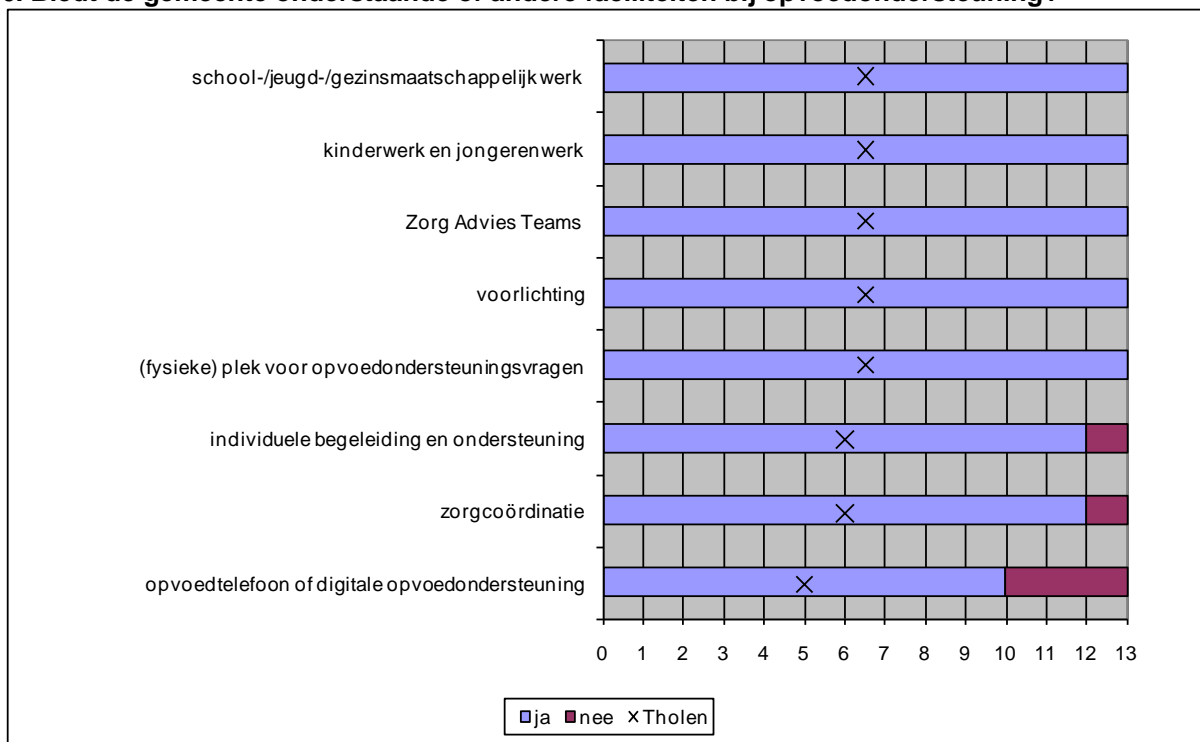 school-/jeugd-/gezinsmaatschappelijk werk
kinderwerk en jongerenwerk
Zorg Advies Teams
voorlichting
(fysieke) plek voor opvoedondersteuningsvragen
individuele begeleiding en ondersteuning
zorgcoördinatie
opvoedtelefoon of digitale opvoedondersteuning
0 1 2 3 4 5 6 7 8 9 10 11 12 13
ja nee Tholen